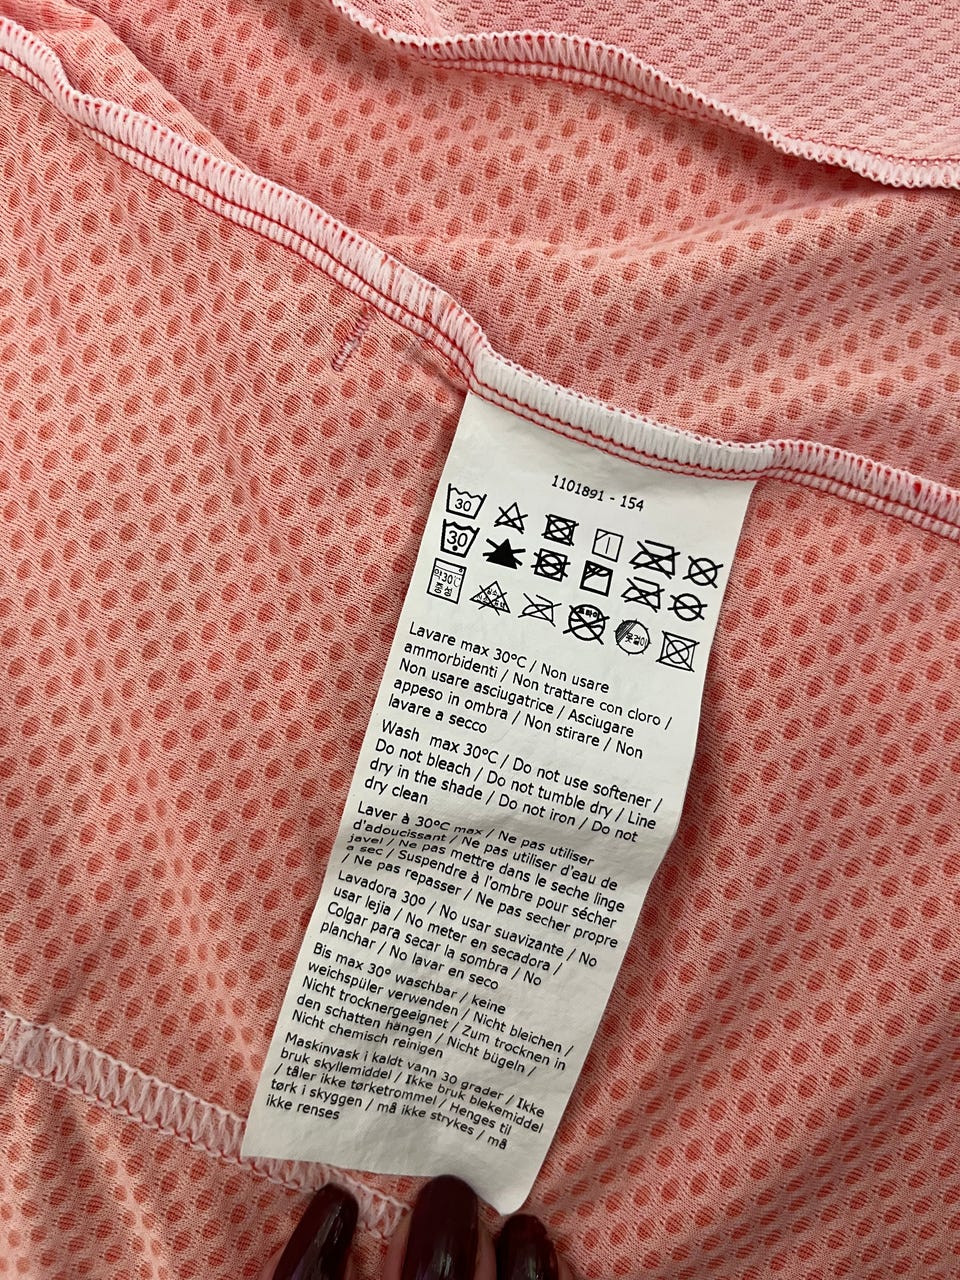 1101891 - 154
30
30
약30℃
중성
옷걸이
Lavare max 30°C / Non usare
ammorbidenti / Non trattare con cloro /
Non usare asciugatrice / Asciugare
appeso in ombra / Non stirare / Non
lavare a secco
Wash max 30°C / Do not use softener /
Do not bleach / Do not tumble dry / Line
dry in the shade / Do not iron / Do not
dry clean
Laver à 30°C max / Ne pas utiliser
d'adoucissant / Ne pas utiliser d'eau de
javel / Ne pas mettre dans le seche linge
a sec / Suspendre à l'ombre pour sécher
/ Ne pas repasser / Ne pas secher propre
Lavadora 30° / No usar suavizante / No
usar lejia / No meter en secadora /
Colgar para secar la sombra / No
planchar / No lavar en seco
Bis max 30° waschbar / keine
weichspüler verwenden / Nicht bleichen /
Nicht trocknergeeignet / Zum trocknen in
den schatten hängen / Nicht bügeln /
Nicht chemisch reinigen
Maskinvask i kaldt vann 30 grader / Ikke
bruk skyllemiddel / Ikke bruk blekemiddel
/ tåler ikke tørketrommel / Henges til
tørk i skyggen / må ikke strykes / må
ikke renses